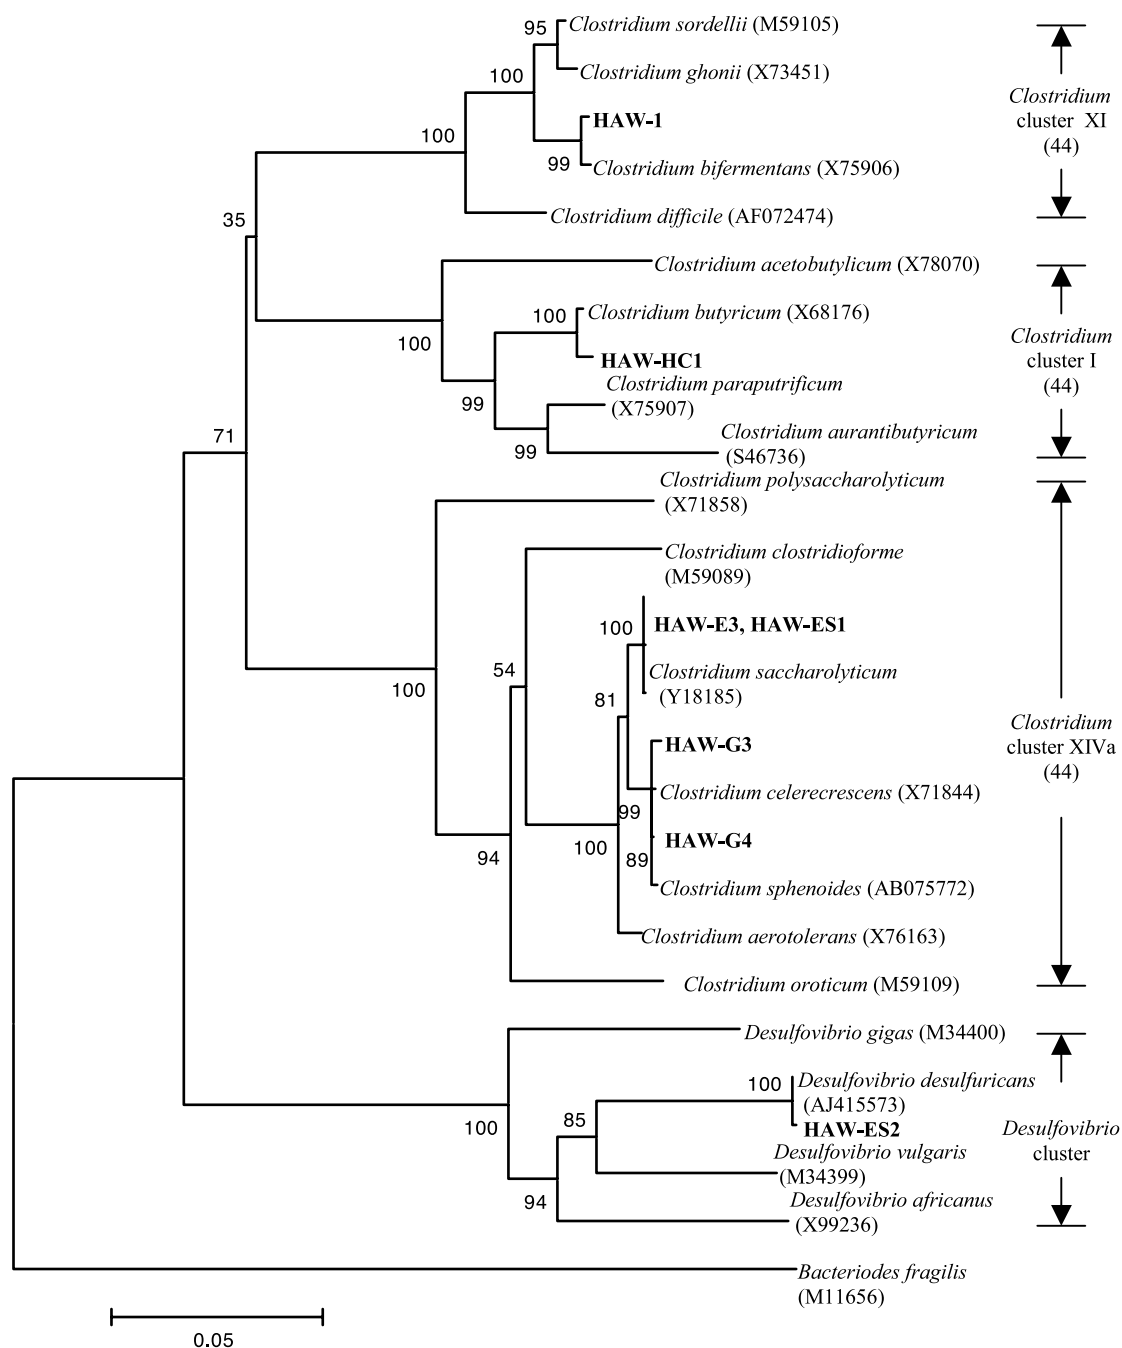 95
Clostridium sordellii (M59105)
Clostridium ghonii (X73451)
100
HAW-1
100
99
Clostridium bifermentans (X75906)
Clostridium difficile (AF072474)
Clostridium
cluster XI
(44)
35
Clostridium acetobutylicum (X78070)
100
Clostridium butyricum (X68176)
100
HAW-HC1
Clostridium paraputrificum
(X75907)
99
Clostridium aurantibutyricum
(S46736)
99
Clostridium
cluster I
(44)
71
Clostridium polysaccharolyticum
(X71858)
Clostridium clostridioforme
(M59089)
100
HAW-E3, HAW-ES1
54
Clostridium saccharolyticum
(Y18185)
100
81
HAW-G3
Clostridium celerecrescens (X71844)
99
HAW-G4
100
89
94
Clostridium sphenoides (AB075772)
Clostridium aerotolerans (X76163)
Clostridium oroticum (M59109)
Clostridium
cluster XIVa
(44)
Desulfovibrio gigas (M34400)
100
Desulfovibrio desulfuricans
(AJ415573)
HAW-ES2
85
100
Desulfovibrio vulgaris
(M34399)
94
Desulfovibrio africanus
(X99236)
Desulfovibrio
cluster
Bacteriodes fragilis
(M11656)
0.05